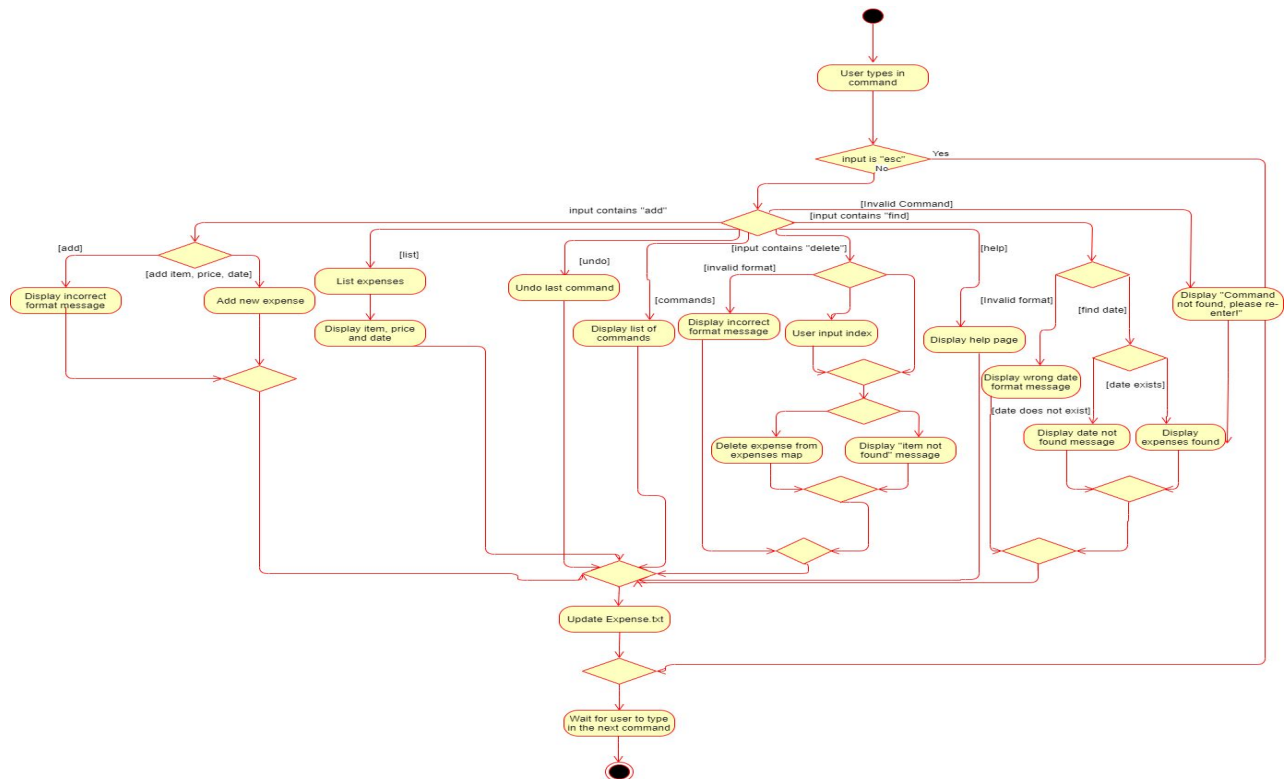 User types in
command
input is "esc"
Yes
No
[Invalid Command]
input contains "add"
[input contains "find]
[add]
[add item, price, date]
[list]
[undo]
[input contains "delete"]
[help]
[invalid format]
[commands]
[Invalid format]
[find date]
Display incorrect
format message
Add new expense
List expenses
Undo last command
Display "Command
not found, please re-
enter!"
Display item, price
and date
Display list of
commands
Display incorrect
format message
User input index
Display help page
Display wrong date
format message
[date exists]
[date does not exist]
Display date not
found message
Display
expenses found
Delete expense from
expenses map
Display "item not
found" message
Update Expense.txt
Wait for user to type
in the next command